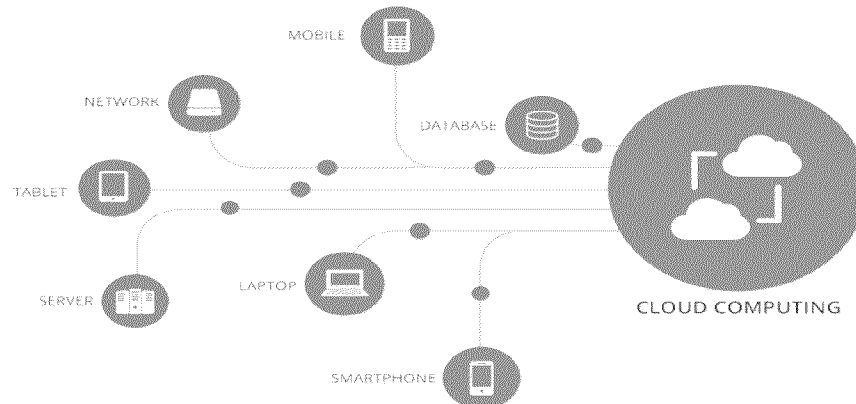 MOBILE
NETWORK
DATABASE
TABLET
SERVER
LAPTOP
CLOUD COMPUTING
SMARTPHONE